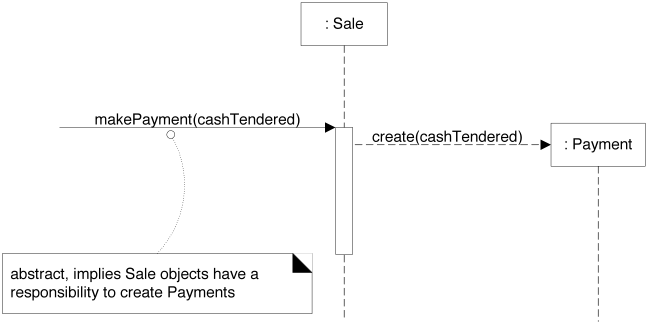 : Sale
makePayment(cashTendered)
create(cashTendered)
: Payment
abstract, implies Sale objects have a
responsibility to create Payments